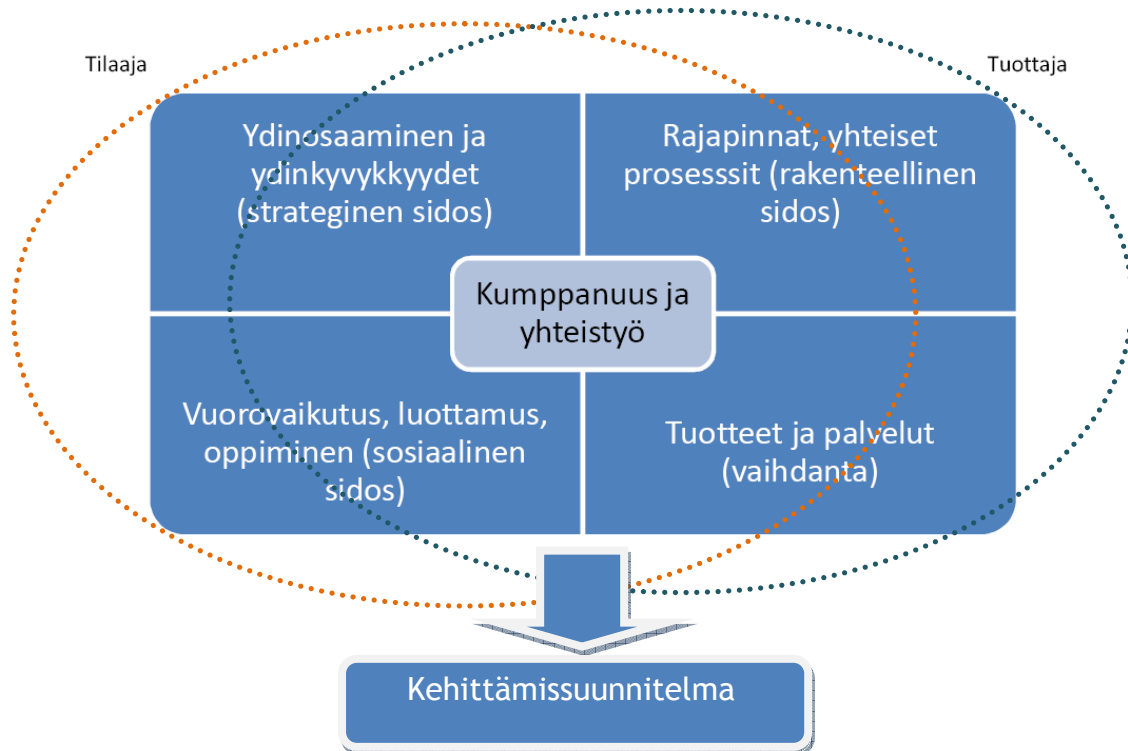 Tilaaja
Tuottaja
Ydinosaaminen ja
ydinkyvykkyydet
(strateginen sidos)
Rajapinnat, yhteiset
prosesssit (rakenteellinen
sidos)
Kumppanuus ja
yhteistyö
Vuorovaikutus, luottamus,
oppiminen (sosiaalinen
sidos)
Tuotteet ja palvelut
(vaihdanta)
Kehittämissuunnitelma